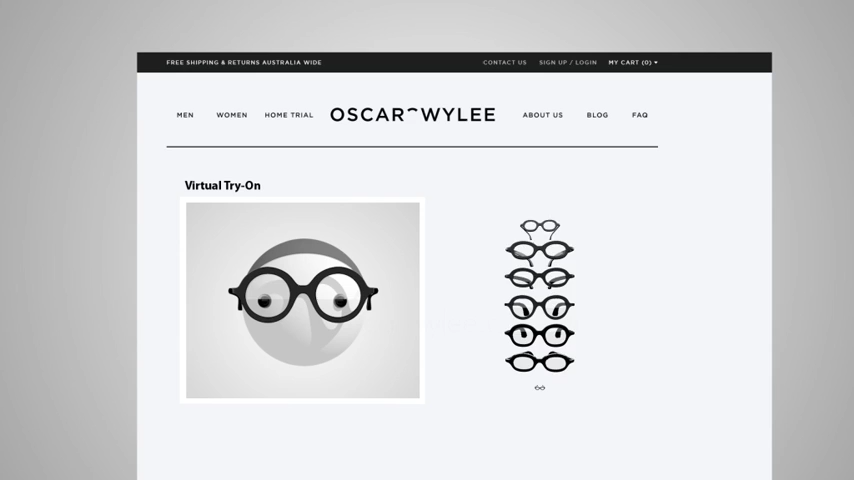 FREE SHIPPING & RETURNS AUSTRALIA WIDE
CONTACT US SIGN UP / LOGIN MY CART (0)
MEN WOMEN HOME TRIAL OSCAR WYLEE ABOUT US BLOG FAQ
Virtual Try-On